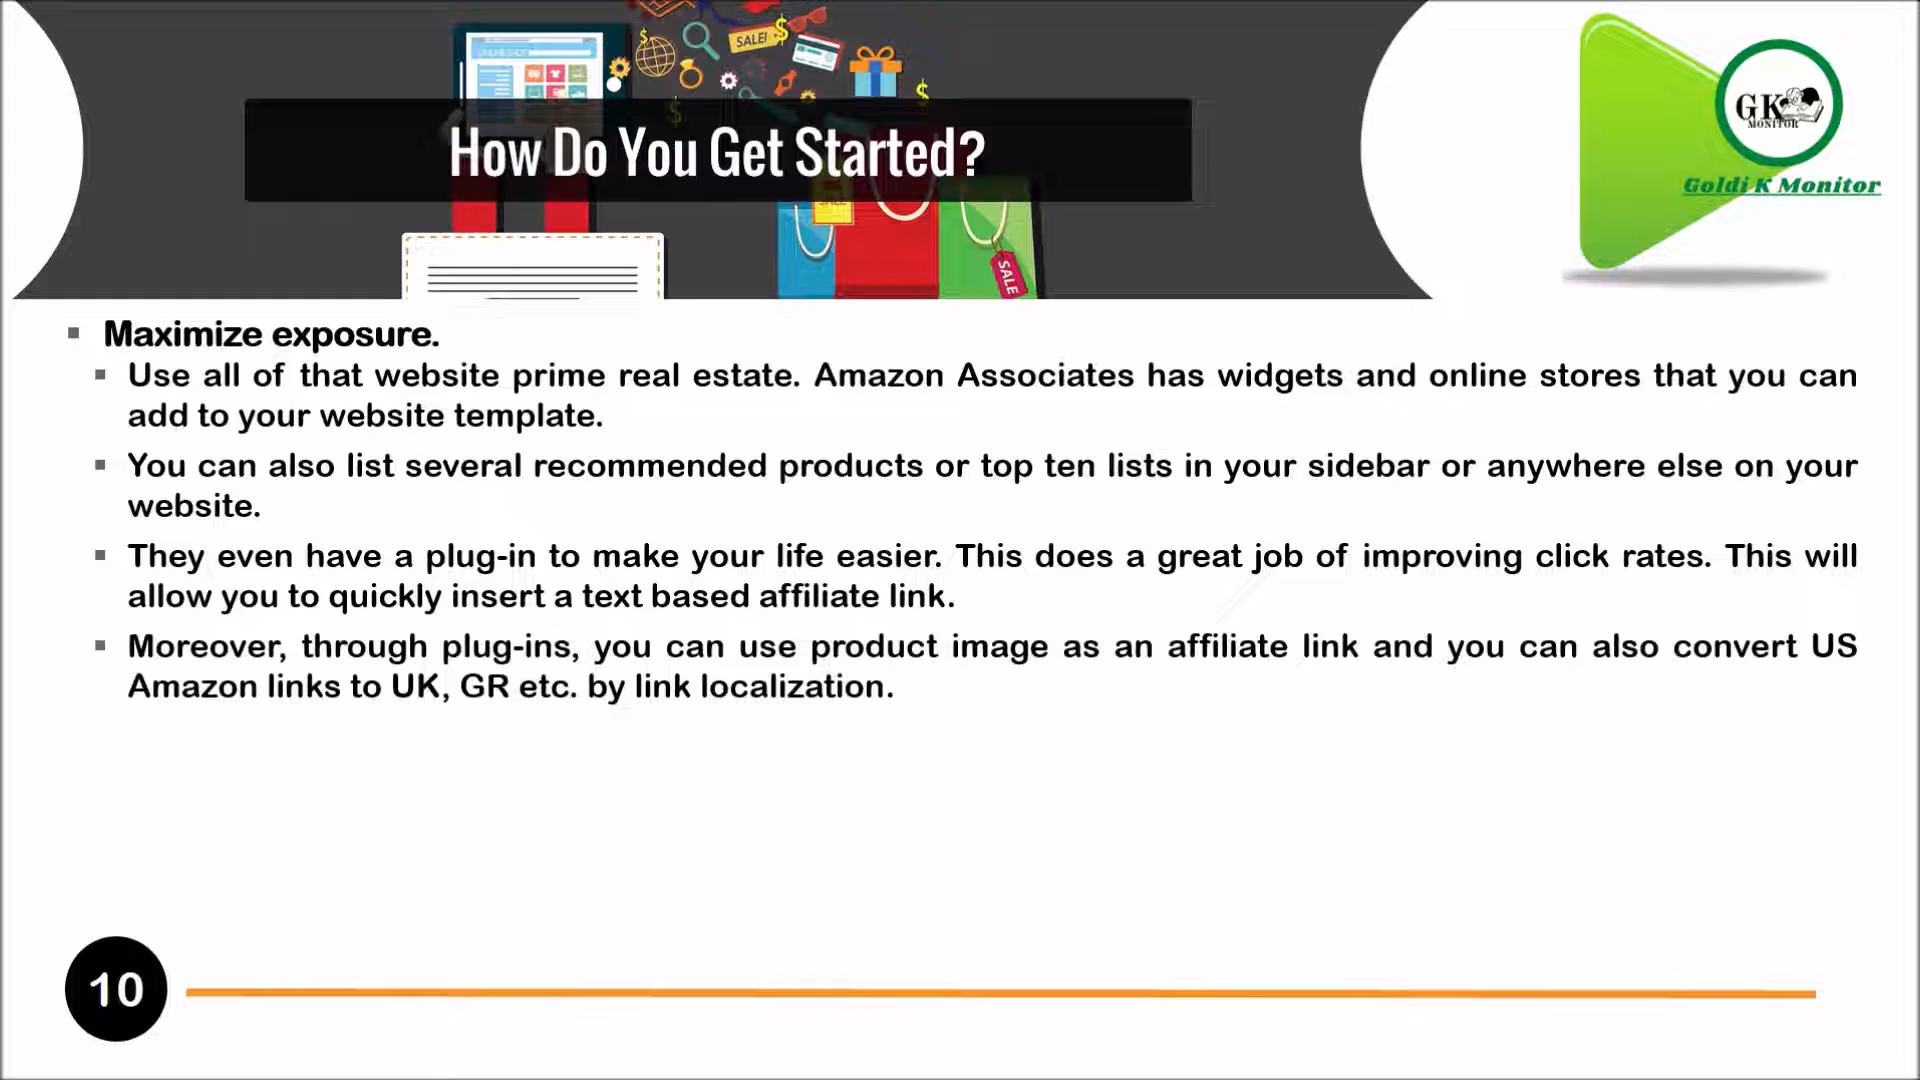 SALE!
How Do You Get Started?
SALE
GK
MONITOR
Goldi K Monitor
Maximize exposure.
Use all of that website prime real estate. Amazon Associates has widgets and online stores that you can
add to your website template.
You can also list several recommended products or top ten lists in your sidebar or anywhere else on your
website.
They even have a plug-in to make your life easier. This does a great job of improving click rates. This will
allow you to quickly insert a text based affiliate link.
Moreover, through plug-ins, you can use product image as an affiliate link and you can also convert US
Amazon links to UK, GR etc. by link localization.
10